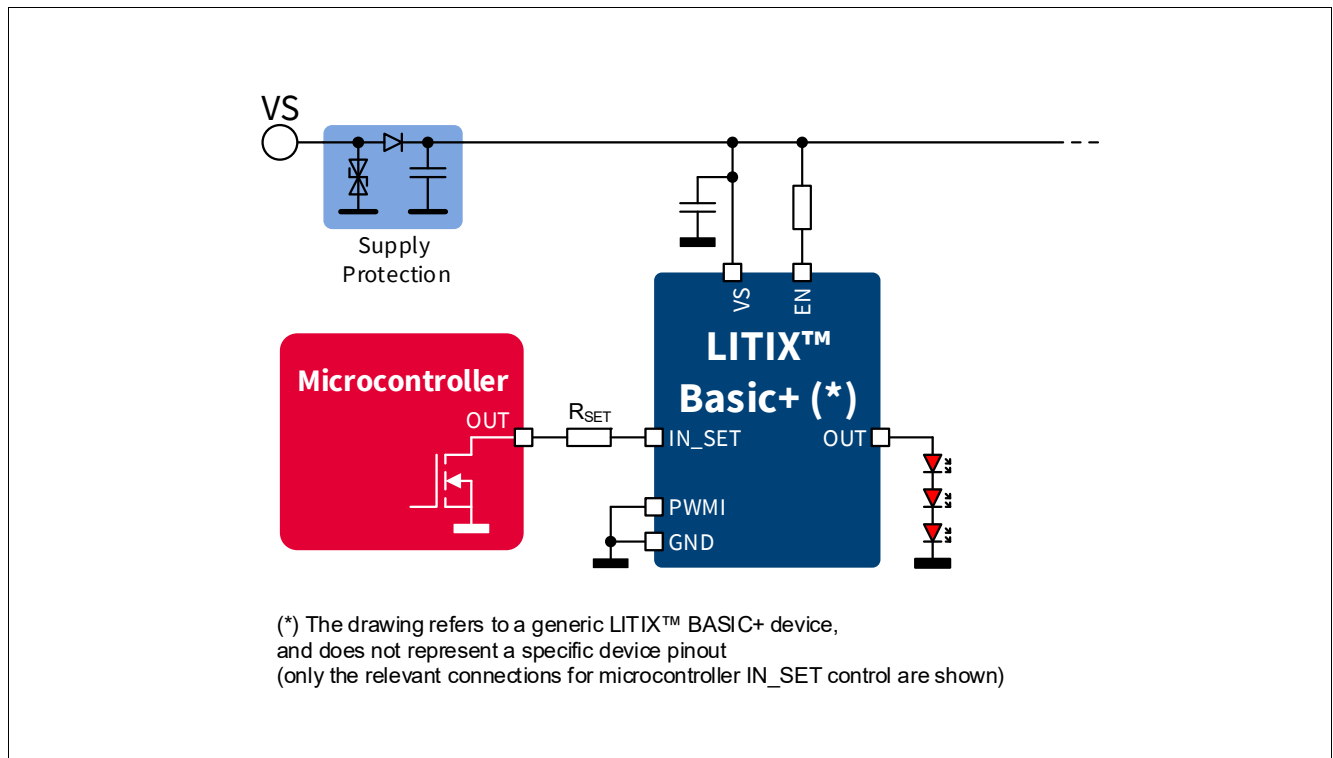 VS
Supply
Protection
VS
EN
LITIX™
Basic+ (*)
Microcontroller
OUT
RSET
IN_SET
OUT
PWMI
GND
(*) The drawing refers to a generic LITIX™ BASIC+ device,
and does not represent a specific device pinout
(only the relevant connections for microcontroller IN_SET control are shown)